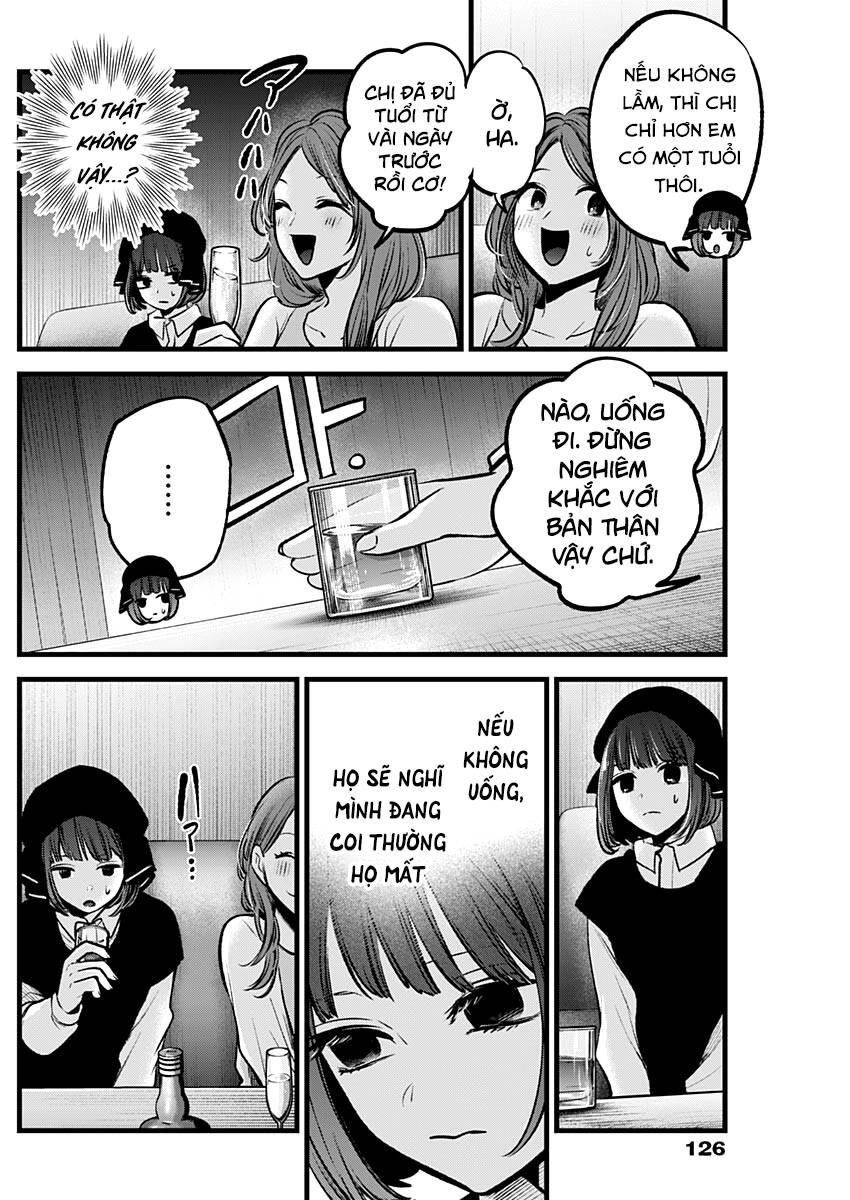 NẾU KHÔNG
LẦM, THÌ CHỊ
CHỈ HƠN EM
CÓ MỘT TUỔI
THÔI.
Ờ,
HA.
CHỊ ĐÃ ĐỦ
TUỔI TỪ
VÀI NGÀY
TRƯỚC
RỒI CƠ!
CÓ THẬT
KHÔNG
VẬY...?
NÀO, UỐNG
ĐI. ĐỪNG
NGHIÊM
KHẮC VỚI
BẢN THÂN
VẬY CHỨ.
......
NẾU
KHÔNG
UỐNG,
HỌ SẼ NGHĨ
MÌNH ĐANG
COI THƯỜNG
HỌ MẤT
126